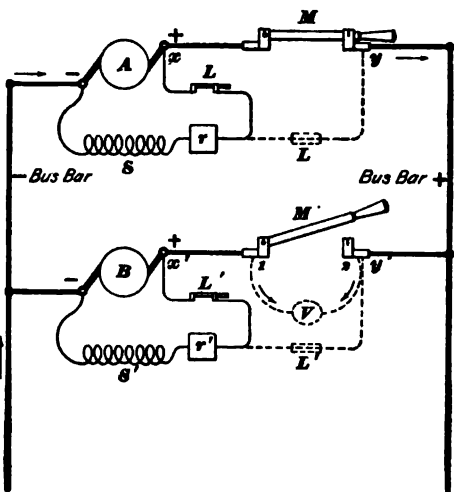 M
+
A
-
x
L
y
r
S
L
- Bus Bar
Bus Bar +
M
+
B
-
x'
1
2
y'
L'
V
r'
S'
L'